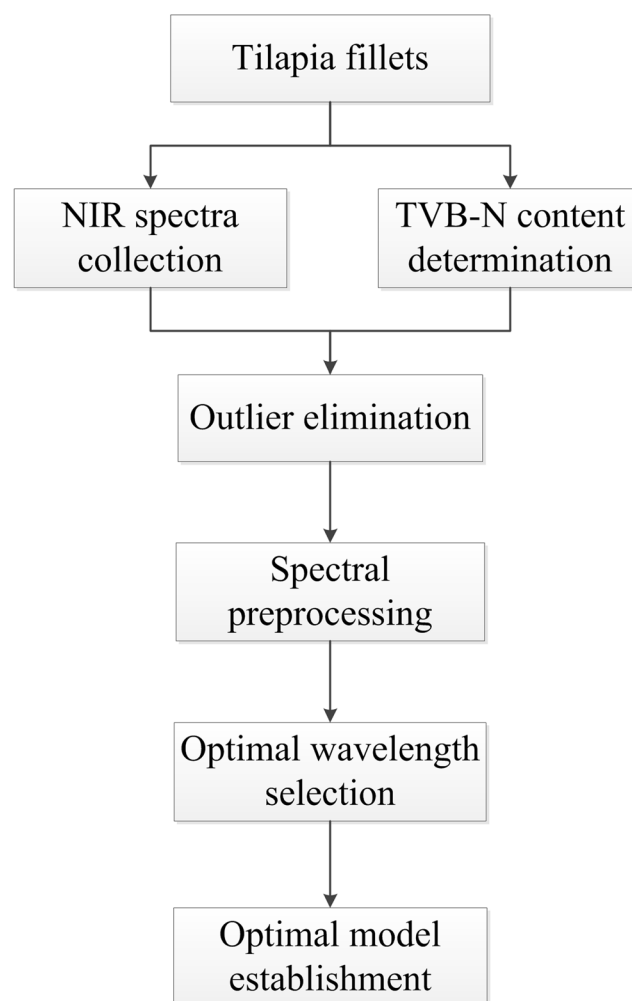 Tilapia fillets
NIR spectra
collection
TVB-N content
determination
Outlier elimination
Spectral
preprocessing
Optimal wavelength
selection
Optimal model
establishment